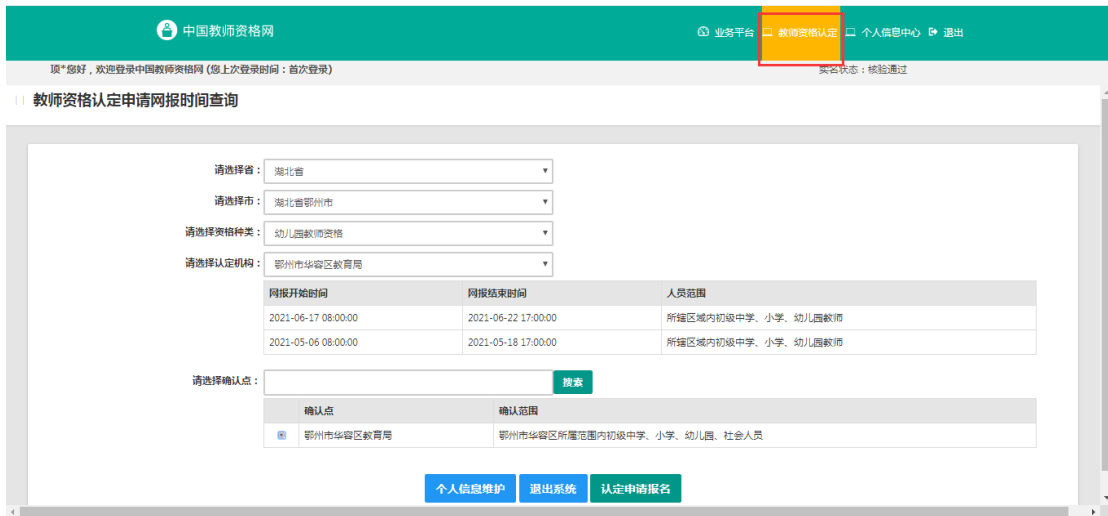 中国教师资格网
业务平台 教师资格认定 个人信息中心 退出
顼*您好，欢迎登录中国教师资格网 (您上次登录时间：首次登录) 实名状态：核验通过
教师资格认定申请网报时间查询
请选择省： 湖北省
请选择市： 湖北省鄂州市
请选择资格种类： 幼儿园教师资格
请选择认定机构： 鄂州市华容区教育局
网报开始时间 网报结束时间 人员范围
2021-06-17 08:00:00 2021-06-22 17:00:00 所辖区域内初级中学、小学、幼儿园教师
2021-05-06 08:00:00 2021-05-18 17:00:00 所辖区域内初级中学、小学、幼儿园教师
请选择确认点： 搜索
确认点 确认范围
鄂州市华容区教育局 鄂州市华容区所属范围内初级中学、小学、幼儿园、社会人员
个人信息维护 退出系统 认定申请报名